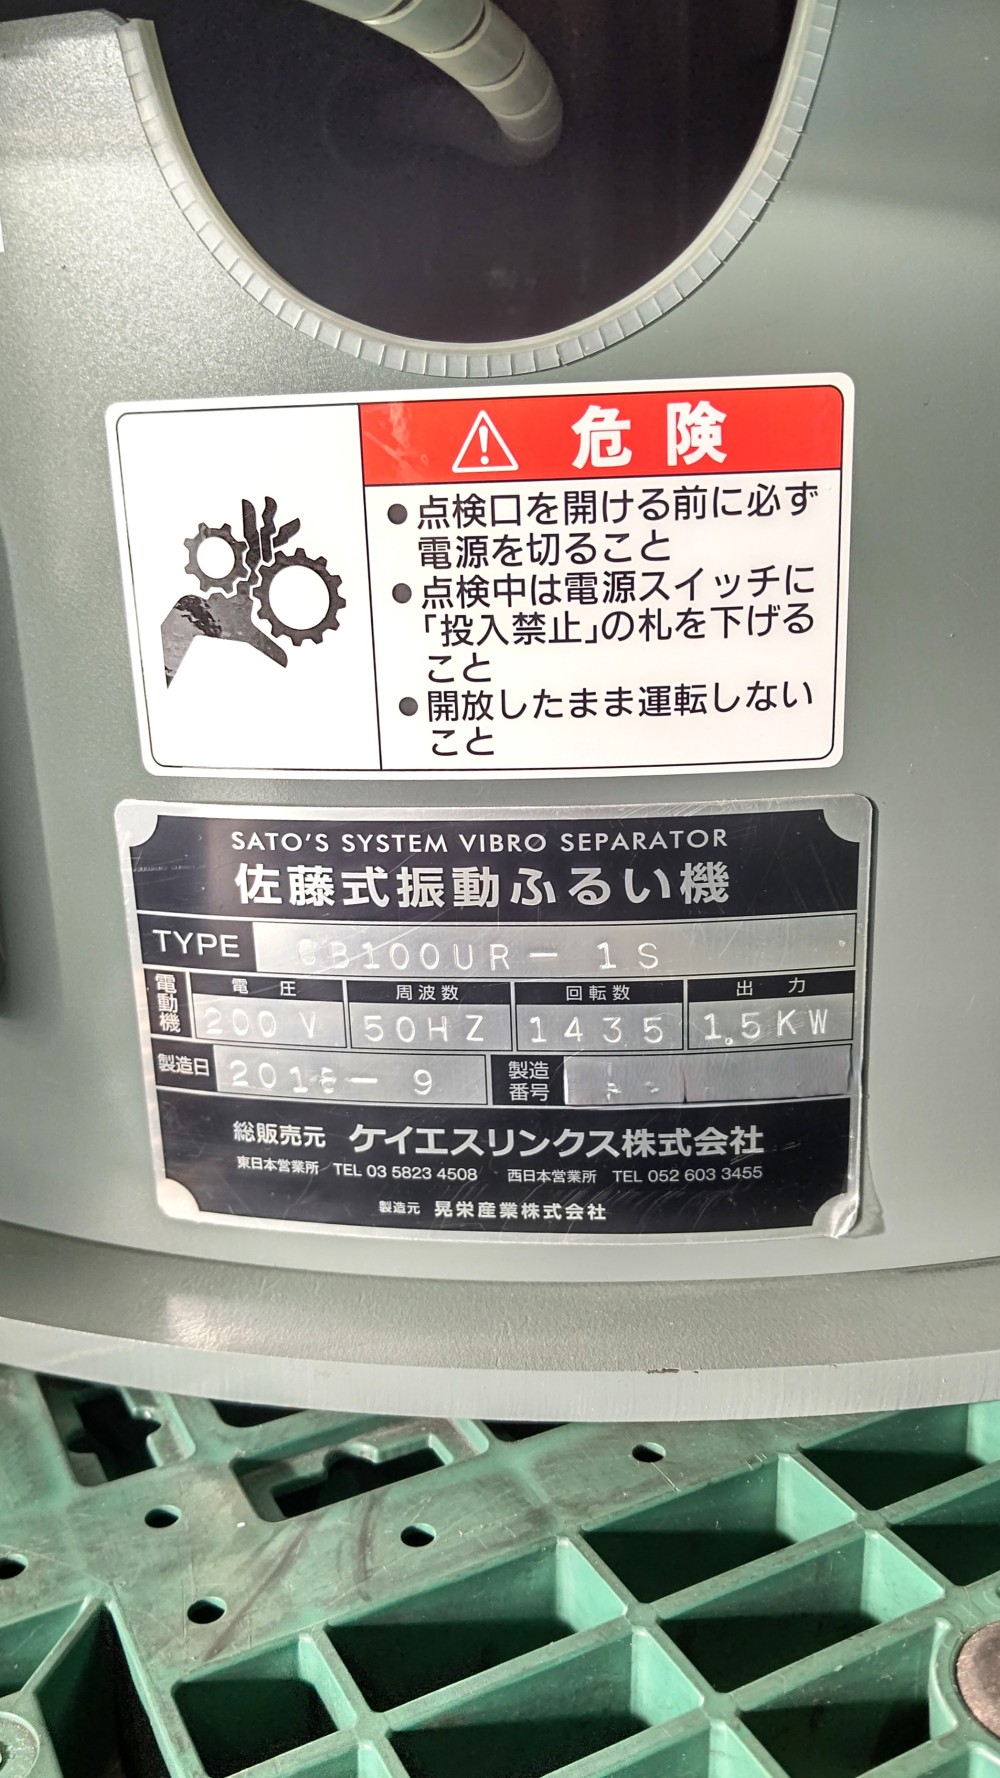 危険
●点検口を開ける前に必ず
電源を切ること
●点検中は電源スイッチに
「投入禁止」の札を下げる
こと
●開放したまま運転しない
こと
SATO'S SYSTEM VIBRO SEPARATOR
佐藤式振動ふるい機
TYPE CB100UR-1S
電動機 電圧 周波数 回転数 出力
200V 50HZ 1435 1.5KW
製造日 2015-9 製造番号
総販売元 ケイエスリンクス株式会社
東日本営業所 TEL 03 5823 4508 西日本営業所 TEL 052 603 3455
製造元 晃栄産業株式会社